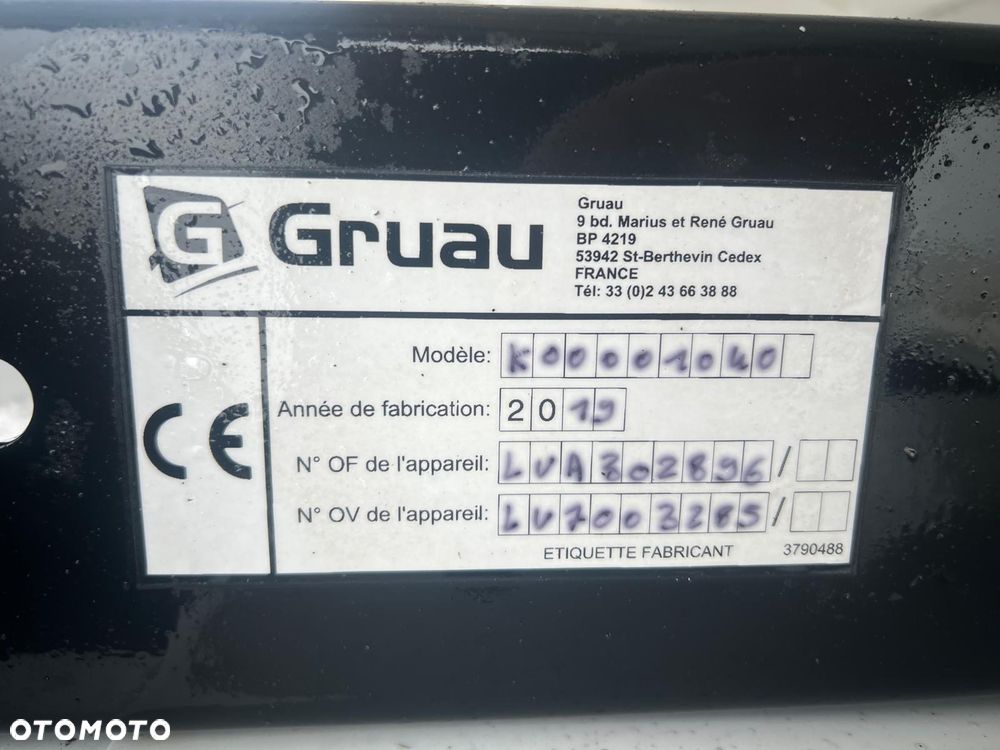 G Gruau
Gruau
9 bd. Marius et René Gruau
BP 4219
53942 St-Berthevin Cedex
FRANCE
Tél: 33 (0)2 43 66 38 88
CE
Modèle: K00001040
Année de fabrication: 2019
N° OF de l'appareil: LVA302896/
N° OV de l'appareil: LV7003285/
ETIQUETTE FABRICANT 3790488
OTOMOTO